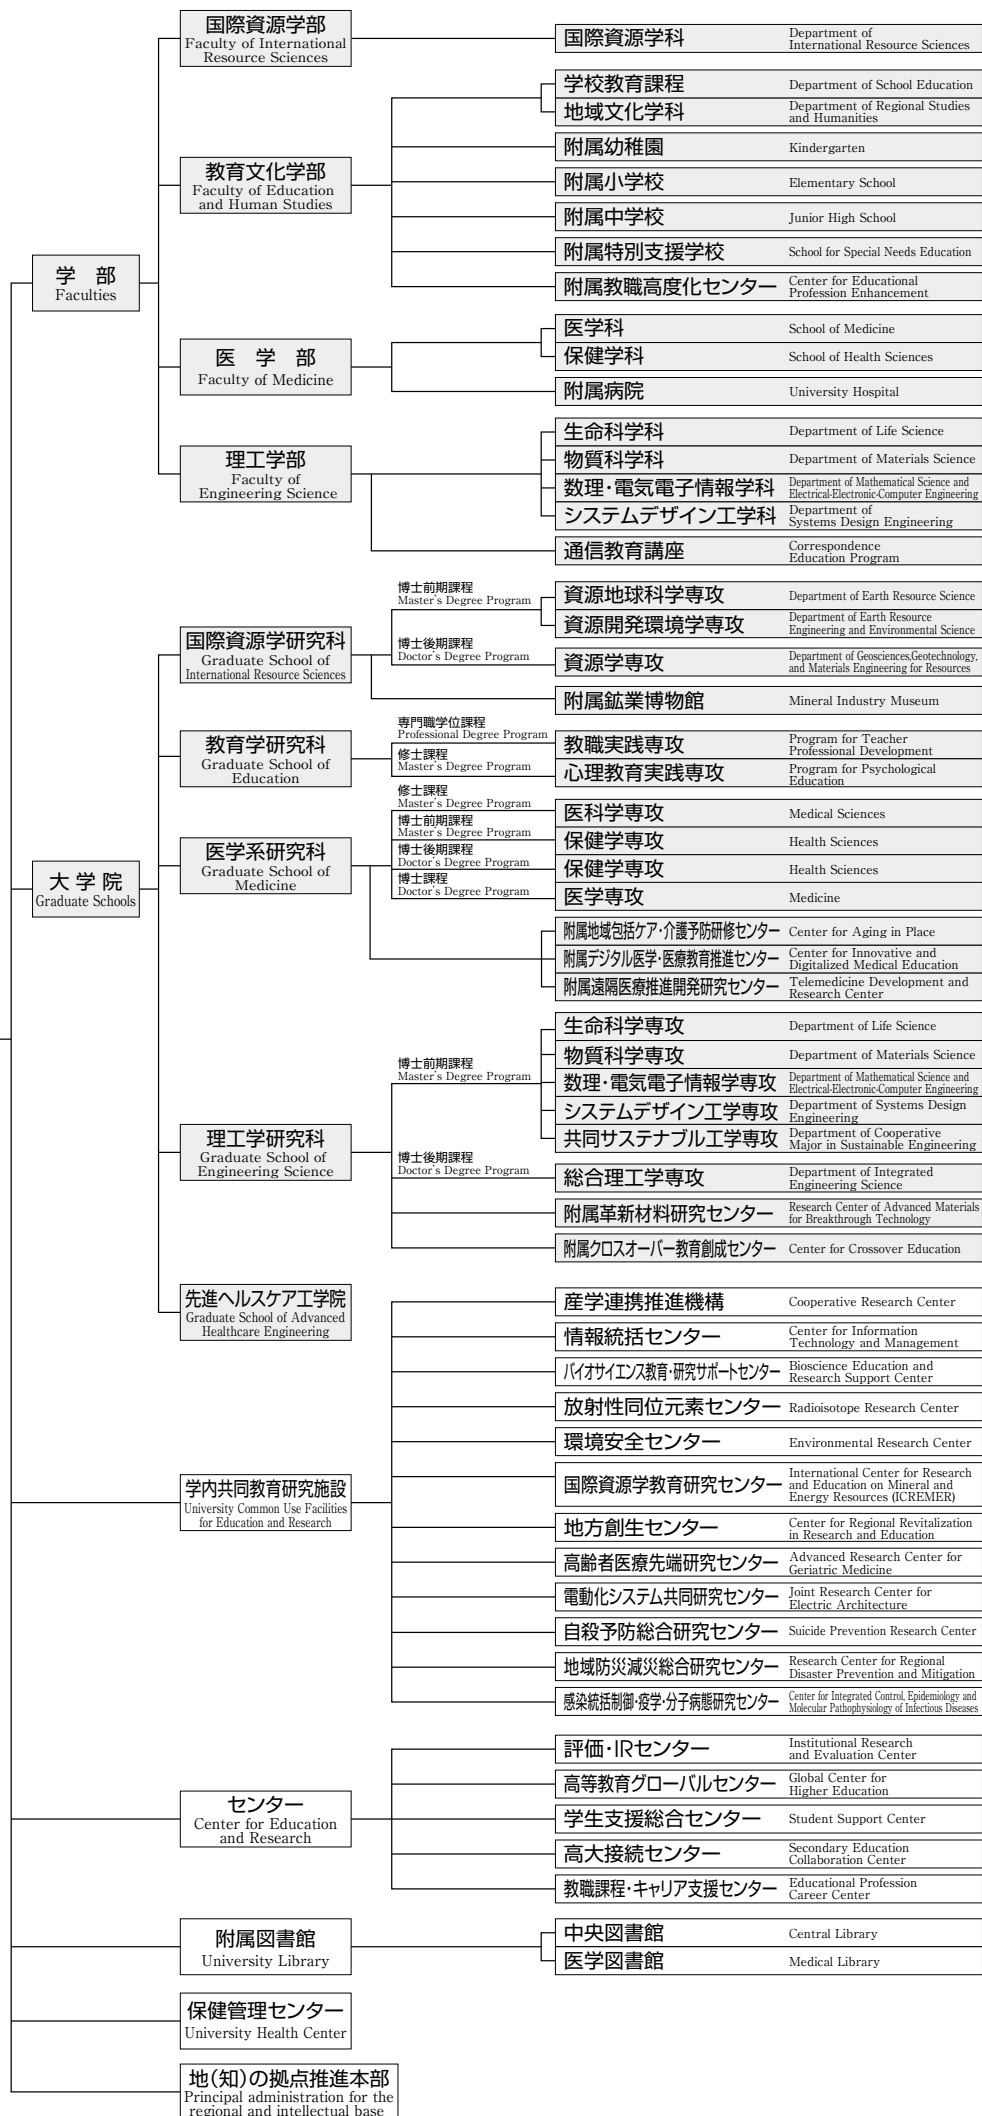 学 部
Faculties
国際資源学部
Faculty of International
Resource Sciences
国際資源学科
Department of
International Resource Sciences
教育文化学部
Faculty of Education
and Human Studies
学校教育課程
Department of School Education
地域文化学科
Department of Regional Studies
and Humanities
附属幼稚園
Kindergarten
附属小学校
Elementary School
附属中学校
Junior High School
附属特別支援学校
School for Special Needs Education
附属教職高度化センター
Center for Educational
Profession Enhancement
医 学 部
Faculty of Medicine
医学科
School of Medicine
保健学科
School of Health Sciences
附属病院
University Hospital
理工学部
Faculty of
Engineering Science
生命科学科
Department of Life Science
物質科学科
Department of Materials Science
数理・電気電子情報学科
Department of Mathematical Science and
Electrical-Electronic-Computer Engineering
システムデザイン工学科
Department of
Systems Design Engineering
通信教育講座
Correspondence
Education Program
大 学 院
Graduate Schools
国際資源学研究科
Graduate School of
International Resource Sciences
博士前期課程
Master's Degree Program
資源地球科学専攻
Department of Earth Resource Science
資源開発環境学専攻
Department of Earth Resource
Engineering and Environmental Science
博士後期課程
Doctor's Degree Program
資源学専攻
Department of Geosciences,Geotechnology,
and Materials Engineering for Resources
附属鉱業博物館
Mineral Industry Museum
教育学研究科
Graduate School of
Education
専門職学位課程
Professional Degree Program
教職実践専攻
Program for Teacher
Professional Development
修士課程
Master's Degree Program
心理教育実践専攻
Program for Psychological
Education
医学系研究科
Graduate School of
Medicine
修士課程
Master's Degree Program
医科学専攻
Medical Sciences
博士前期課程
Master's Degree Program
保健学専攻
Health Sciences
博士後期課程
Doctor's Degree Program
保健学専攻
Health Sciences
博士課程
Doctor's Degree Program
医学専攻
Medicine
附属地域包括ケア・介護予防研修センター
Center for Aging in Place
附属デジタル医学・医療教育推進センター
Center for Innovative and
Digitalized Medical Education
附属遠隔医療推進開発研究センター
Telemedicine Development and
Research Center
理工学研究科
Graduate School of
Engineering Science
博士前期課程
Master's Degree Program
生命科学専攻
Department of Life Science
物質科学専攻
Department of Materials Science
数理・電気電子情報学専攻
Department of Mathematical Science and
Electrical-Electronic-Computer Engineering
システムデザイン工学専攻
Department of Systems Design
Engineering
共同サステナブル工学専攻
Department of Cooperative
Major in Sustainable Engineering
博士後期課程
Doctor's Degree Program
総合理工学専攻
Department of Integrated
Engineering Science
附属革新材料研究センター
Research Center of Advanced Materials
for Breakthrough Technology
附属クロスオーバー教育創成センター
Center for Crossover Education
先進ヘルスケア工学院
Graduate School of Advanced
Healthcare Engineering
学内共同教育研究施設
University Common Use Facilities
for Education and Research
産学連携推進機構
Cooperative Research Center
情報統括センター
Center for Information
Technology and Management
バイオサイエンス教育・研究サポートセンター
Bioscience Education and
Research Support Center
放射性同位元素センター
Radioisotope Research Center
環境安全センター
Environmental Research Center
国際資源学教育研究センター
International Center for Research
and Education on Mineral and
Energy Resources (ICREMER)
地方創生センター
Center for Regional Revitalization
in Research and Education
高齢者医療先端研究センター
Advanced Research Center for
Geriatric Medicine
電動化システム共同研究センター
Joint Research Center for
Electric Architecture
自殺予防総合研究センター
Suicide Prevention Research Center
地域防災減災総合研究センター
Research Center for Regional
Disaster Prevention and Mitigation
感染統括制御・疫学・分子病態研究センター
Center for Integrated Control, Epidemiology and
Molecular Pathophysiology of Infectious Diseases
センター
Center for Education
and Research
評価・IRセンター
Institutional Research
and Evaluation Center
高等教育グローバルセンター
Global Center for
Higher Education
学生支援総合センター
Student Support Center
高大接続センター
Secondary Education
Collaboration Center
教職課程・キャリア支援センター
Educational Profession
Career Center
附属図書館
University Library
中央図書館
Central Library
医学図書館
Medical Library
保健管理センター
University Health Center
地(知)の拠点推進本部
Principal administration for the
regional and intellectual base